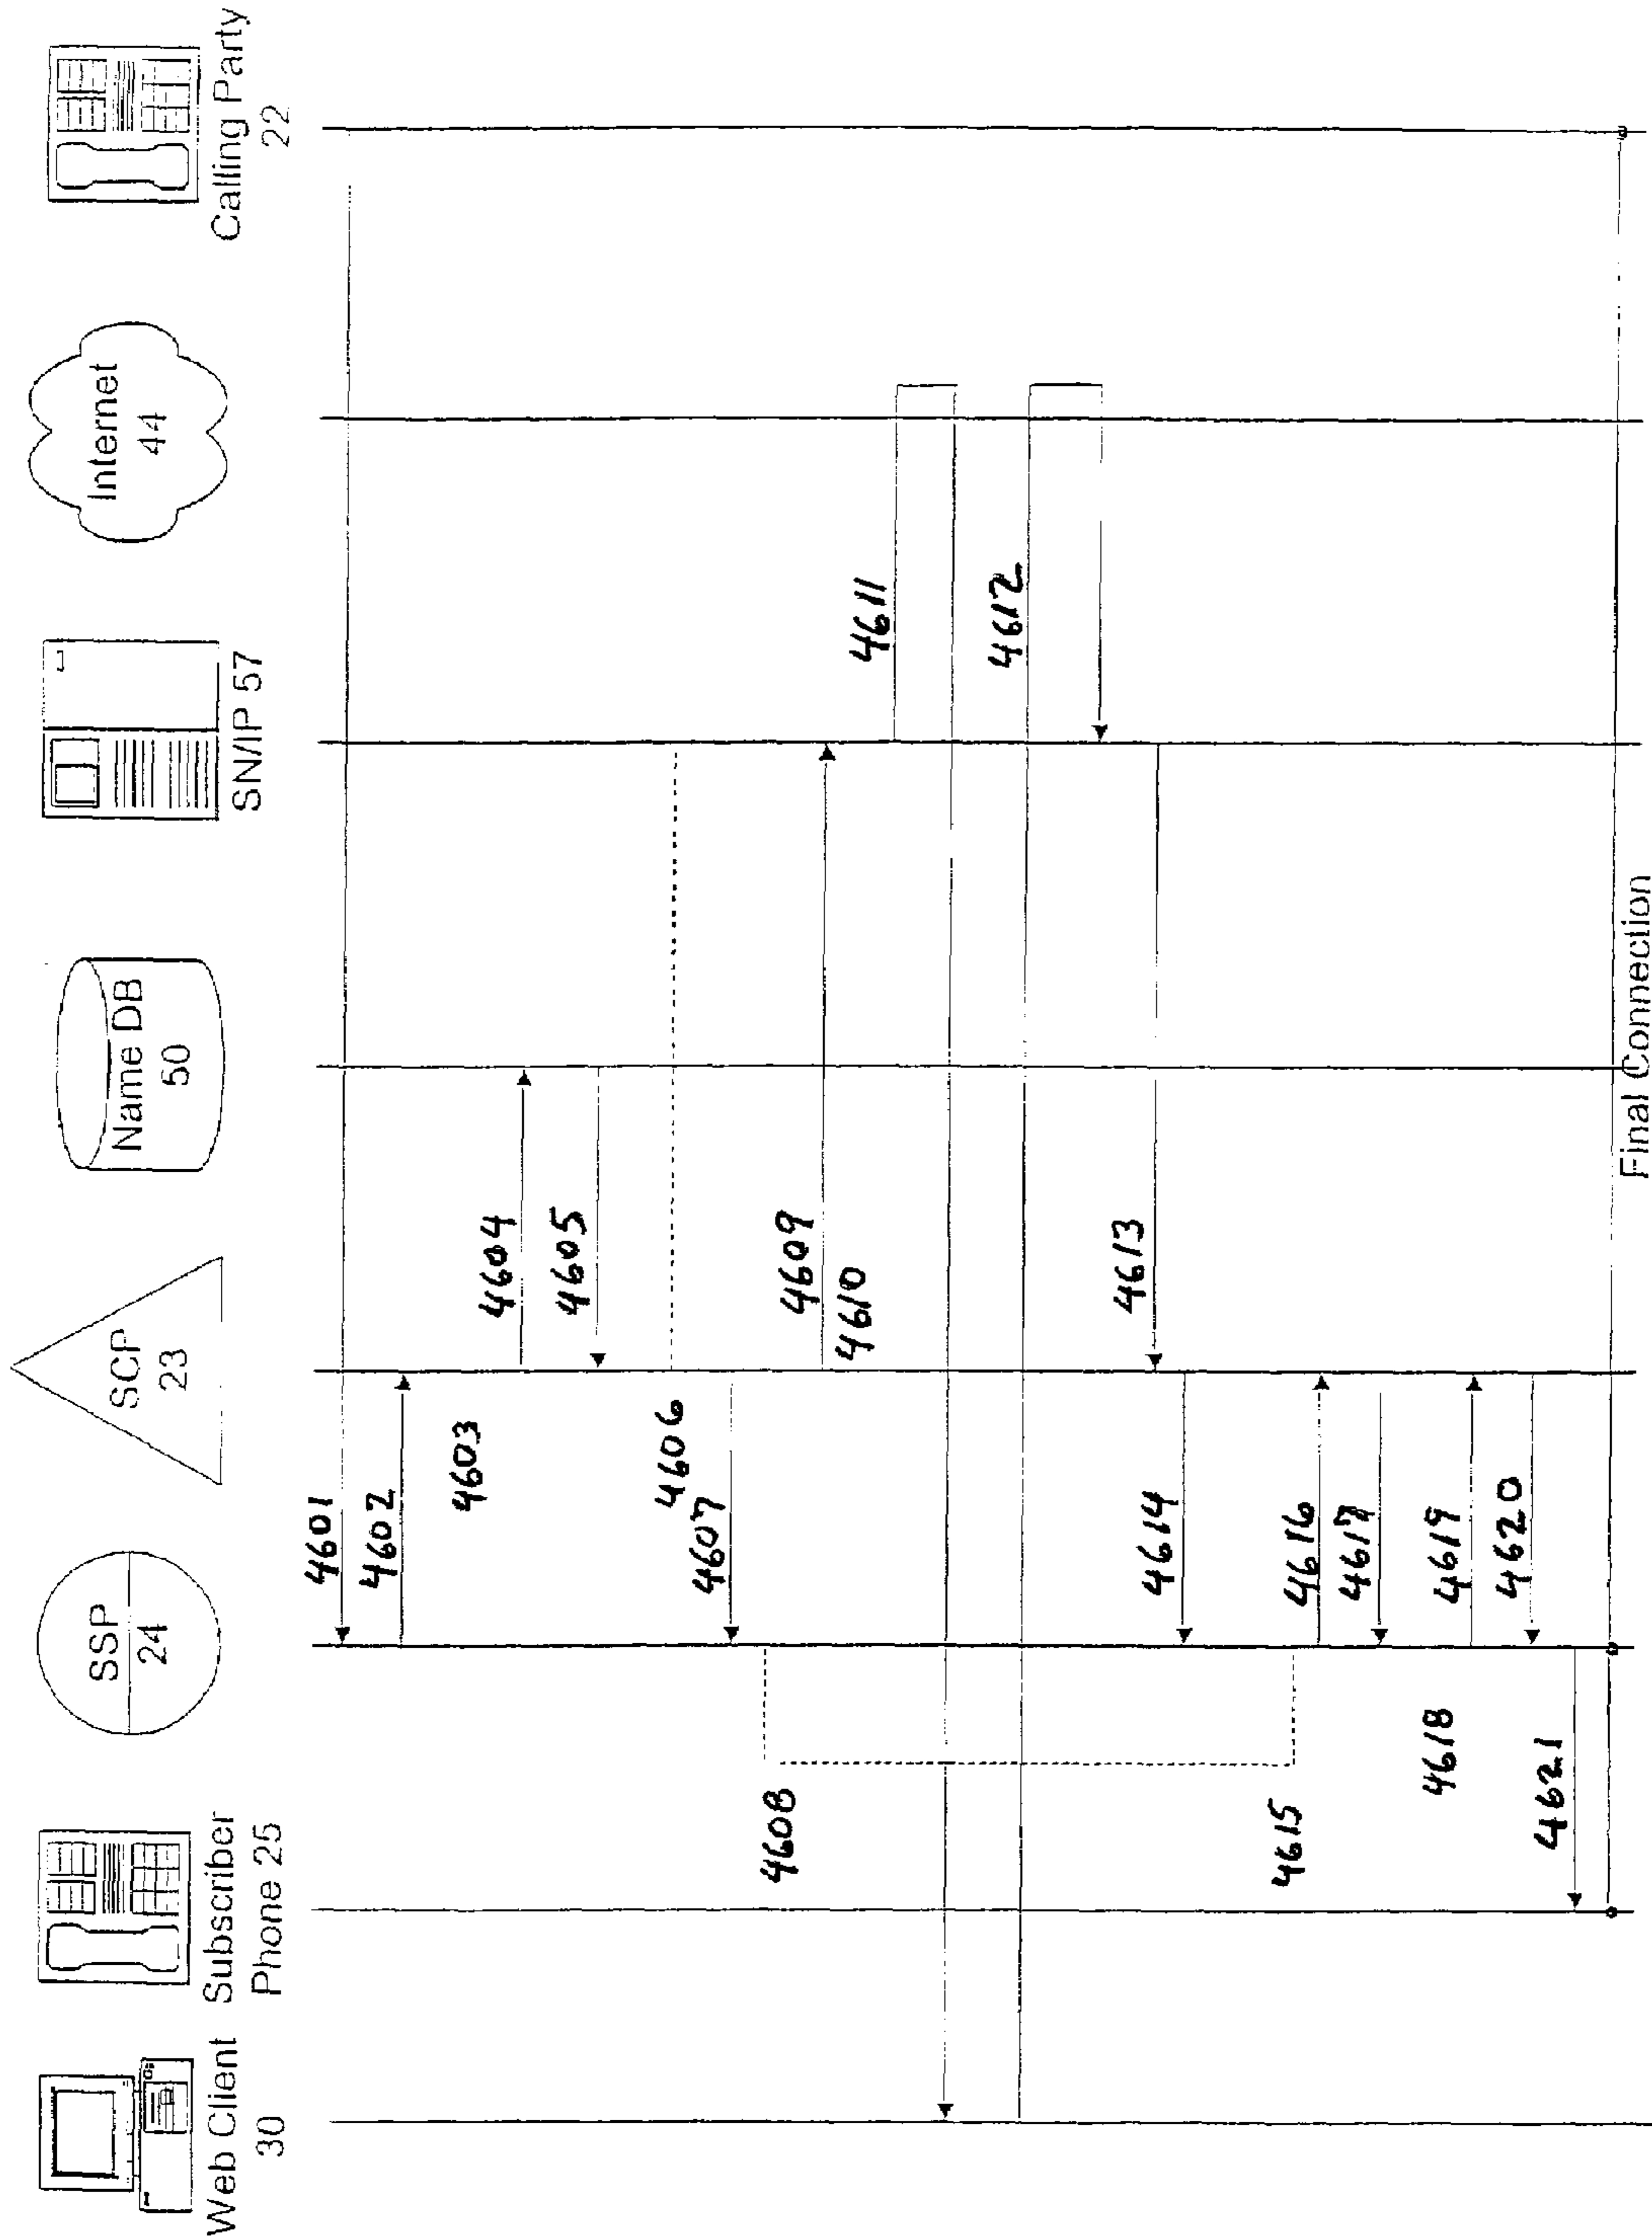 Web Client
30
Subscriber
Phone 25
SSP
24
SCP
23
Name DB
50
SN/IP 57
Internet
44
Calling Party
22
4601
4602
4603
4604
4605
4606
4607
4608
4609
4610
4611
4612
4613
4614
4615
4616
4617
4618
4619
4620
4621
Final Connection